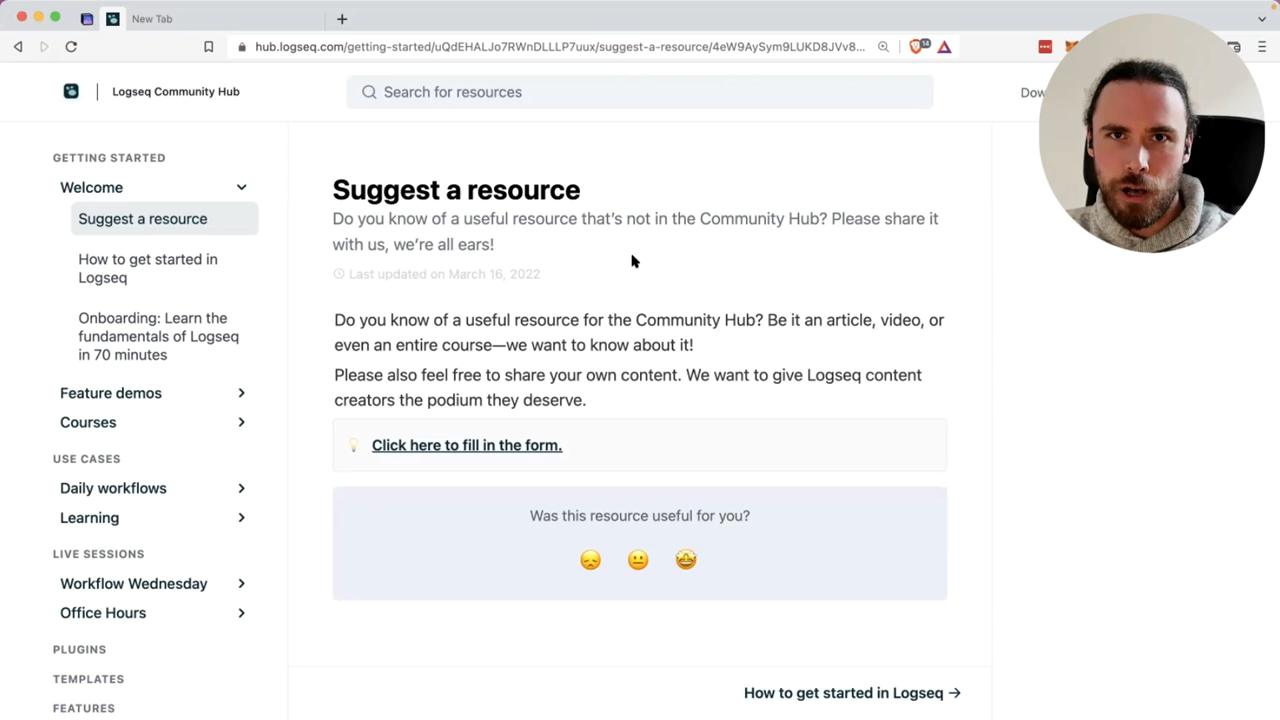 New Tab
hub.logseq.com/getting-started/uQdEHALJo7RWnDLLLP7uux/suggest-a-resource/4eW9AySym9LUKD8JVv8...
14
Logseq Community Hub
Search for resources
GETTING STARTED
Welcome
Suggest a resource
How to get started in
Logseq
Onboarding: Learn the
fundamentals of Logseq
in 70 minutes
Feature demos
Courses
USE CASES
Daily workflows
Learning
LIVE SESSIONS
Workflow Wednesday
Office Hours
PLUGINS
TEMPLATES
FEATURES
Suggest a resource
Do you know of a useful resource that’s not in the Community Hub? Please share it
with us, we’re all ears!
Last updated on March 16, 2022
Do you know of a useful resource for the Community Hub? Be it an article, video, or
even an entire course—we want to know about it!
Please also feel free to share your own content. We want to give Logseq content
creators the podium they deserve.
Click here to fill in the form.
Was this resource useful for you?
How to get started in Logseq →